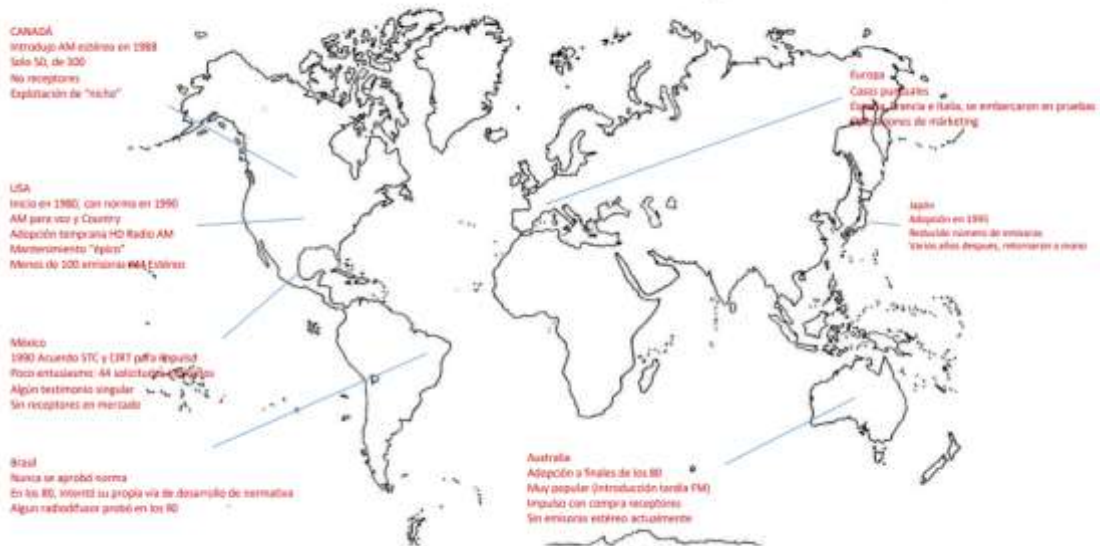 CANADÁ
Introdujo AM estéreo en 1988
Solo 50, de 300
No receptores
Explotación de "nicho"
USA
Inicio en 1980, con norma en 1990
AM para voz y Country
Adopción temprana HD Radio AM
Mantenimiento "épico"
Menos de 100 emisoras AM Estéreo
México
1990 Acuerdo STC y CIRT para impulso
Poco entusiasmo: 44 solicitudes
Algún testimonio singular
Sin receptores en mercado
Brasil
Nunca se aprobó norma
En los 80, intentó su propia vía de desarrollo de normativa
Algun radiodifusor probó en los 80
Europa
Casos puntuales
Francia e Italia, se embarcaron en pruebas
de márketing
Japón
Adopción en 1995
Reducido número de emisoras
Varios años después, retornaron a mono
Australia
Adopción a finales de los 80
Muy popular (Introducción tardía FM)
Impulso con compra receptores
Sin emisoras estéreo actualmente